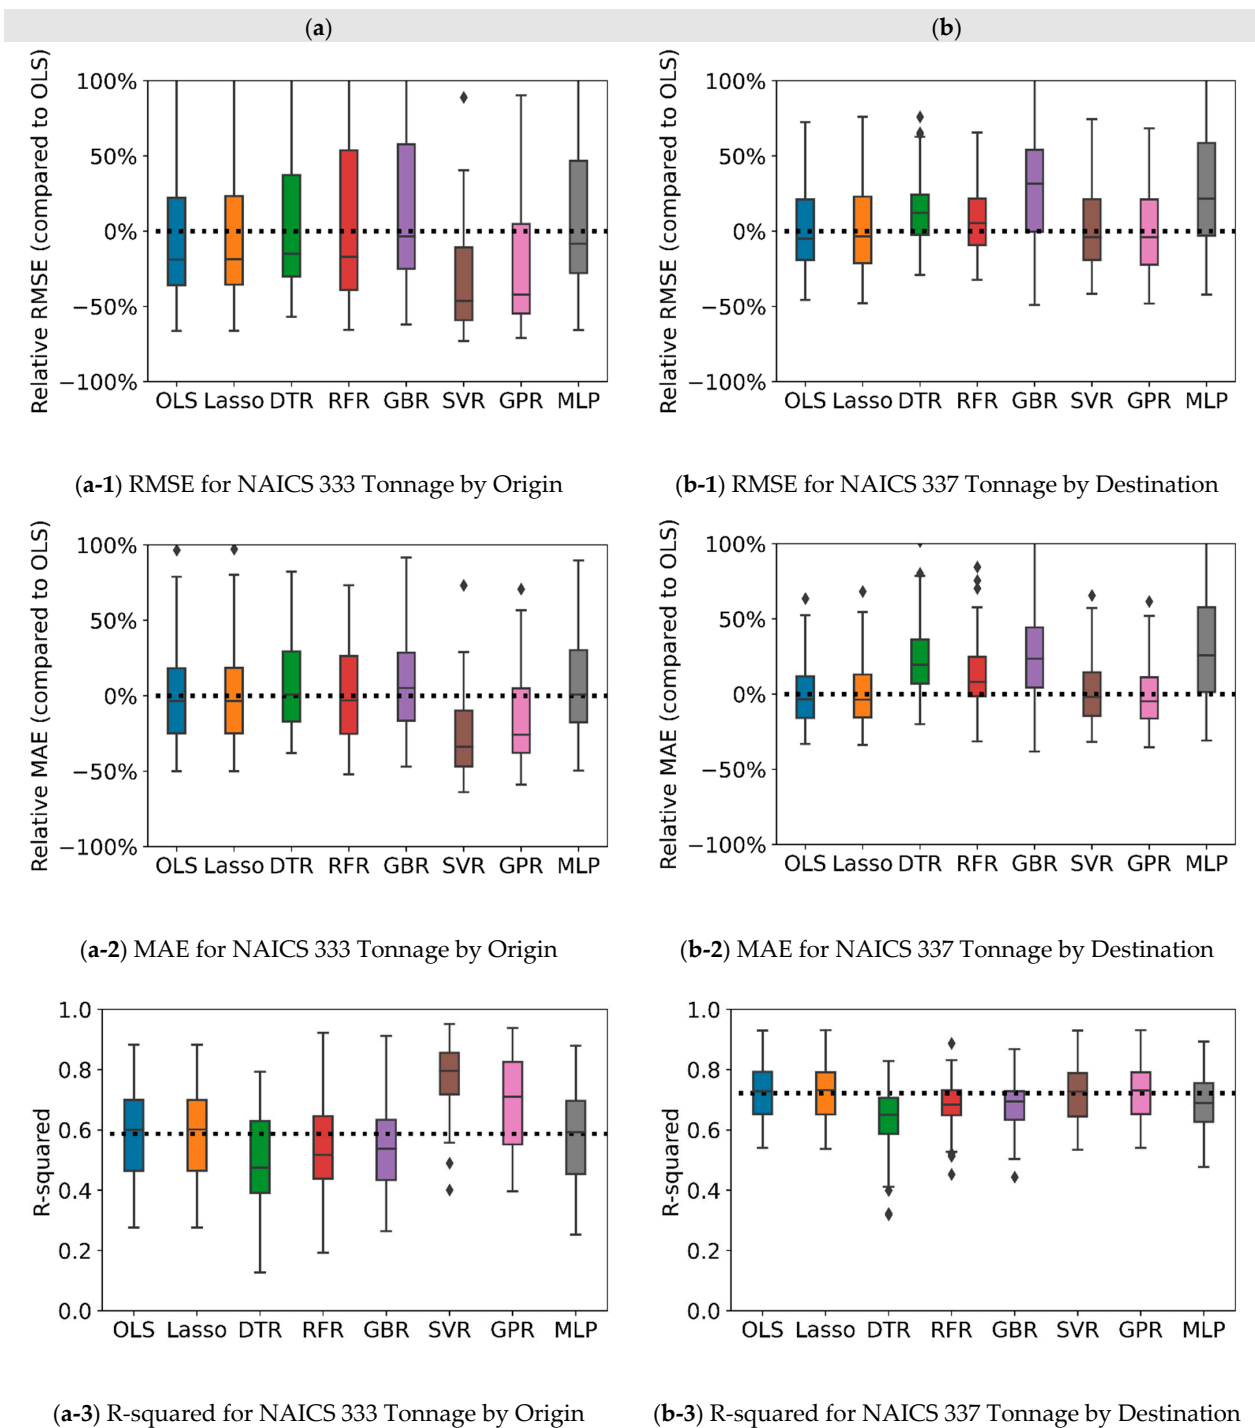 (a) (b)
Relative RMSE (compared to OLS)
100%
50%
0%
−50%
−100%
OLS Lasso DTR RFR GBR SVR GPR MLP
Relative RMSE (compared to OLS)
100%
50%
0%
−50%
−100%
OLS Lasso DTR RFR GBR SVR GPR MLP
(a-1) RMSE for NAICS 333 Tonnage by Origin
(b-1) RMSE for NAICS 337 Tonnage by Destination
Relative MAE (compared to OLS)
100%
50%
0%
−50%
−100%
OLS Lasso DTR RFR GBR SVR GPR MLP
Relative MAE (compared to OLS)
100%
50%
0%
−50%
−100%
OLS Lasso DTR RFR GBR SVR GPR MLP
(a-2) MAE for NAICS 333 Tonnage by Origin
(b-2) MAE for NAICS 337 Tonnage by Destination
R-squared
1.0
0.8
0.6
0.4
0.2
0.0
OLS Lasso DTR RFR GBR SVR GPR MLP
R-squared
1.0
0.8
0.6
0.4
0.2
0.0
OLS Lasso DTR RFR GBR SVR GPR MLP
(a-3) R-squared for NAICS 333 Tonnage by Origin
(b-3) R-squared for NAICS 337 Tonnage by Destination